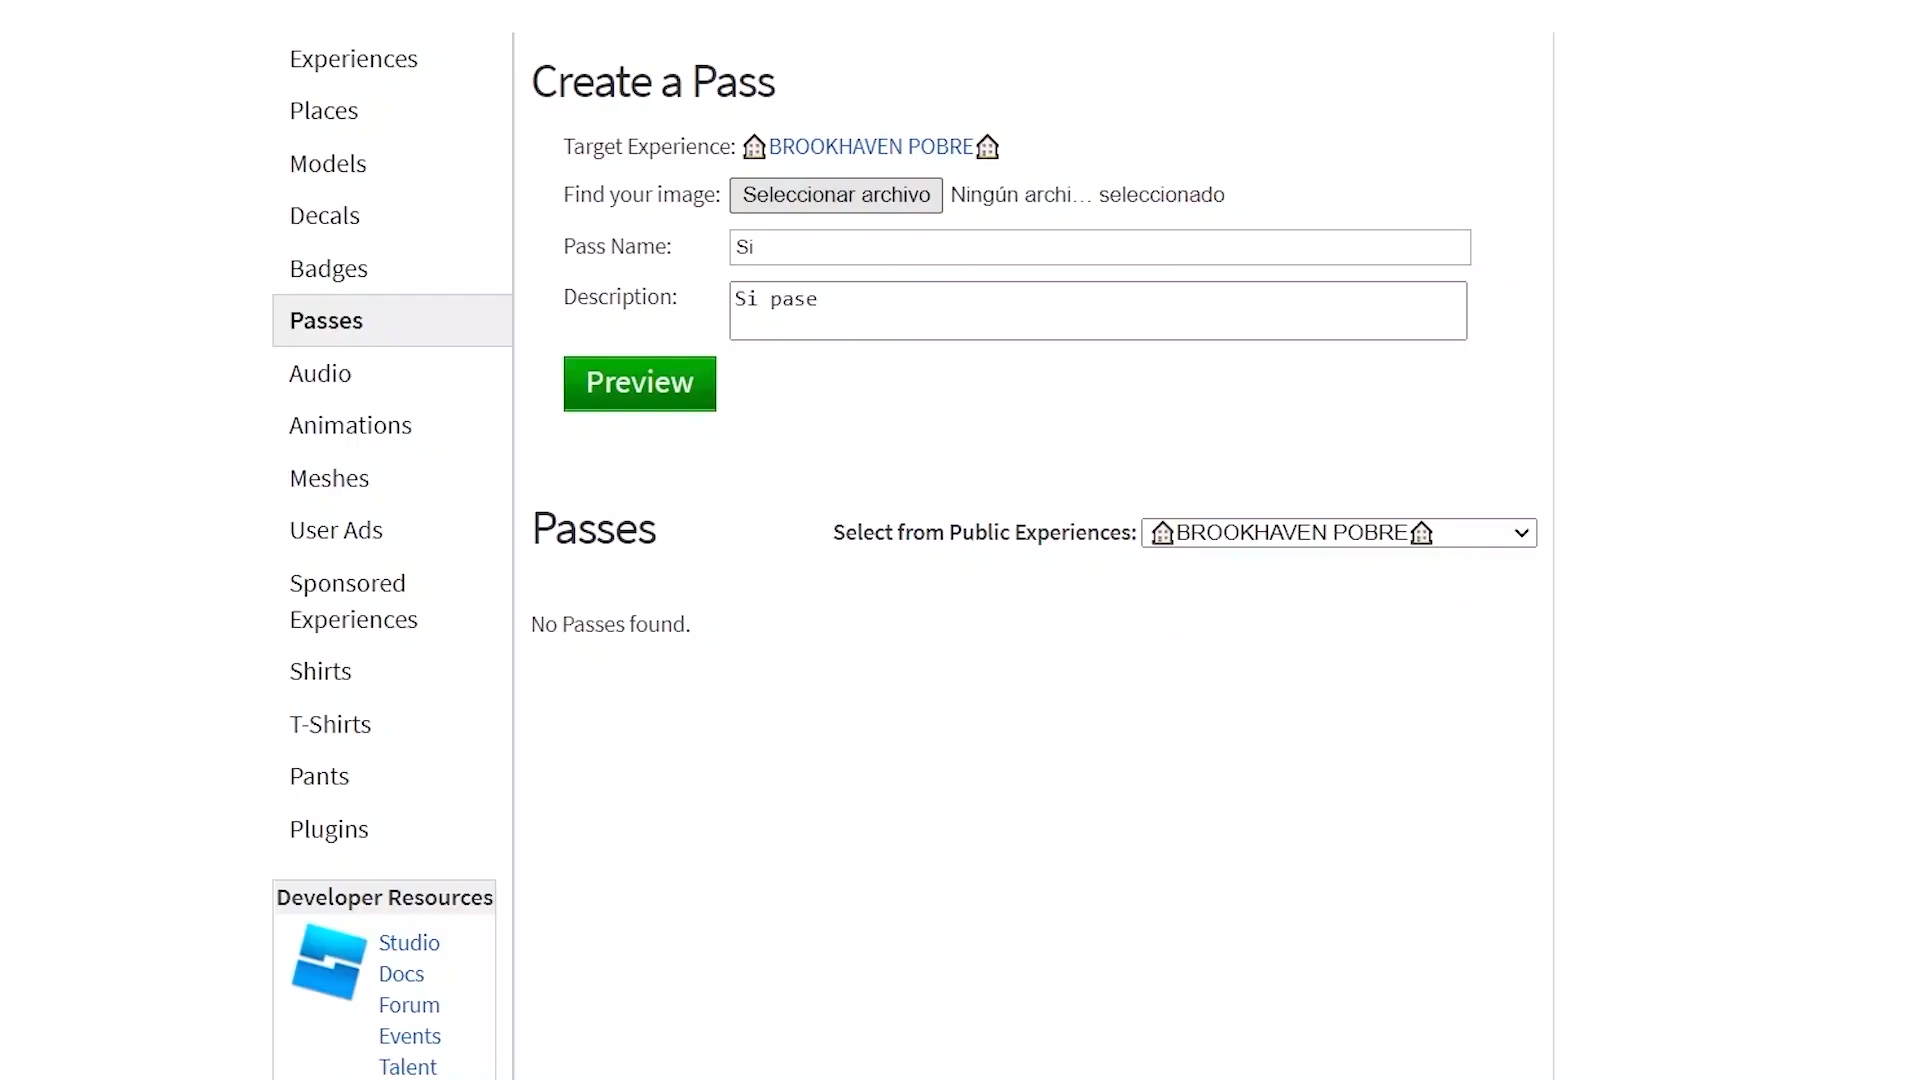 Experiences
Places
Models
Decals
Badges
Passes
Audio
Animations
Meshes
User Ads
Sponsored
Experiences
Shirts
T-Shirts
Pants
Plugins
Developer Resources
Studio
Docs
Forum
Events
Talent
Create a Pass
Target Experience: 🏠BROOKHAVEN POBRE🏠
Find your image: Seleccionar archivo Ningún archi… seleccionado
Pass Name: Si
Description: Si pase
Preview
Passes Select from Public Experiences: 🏠BROOKHAVEN POBRE🏠
No Passes found.